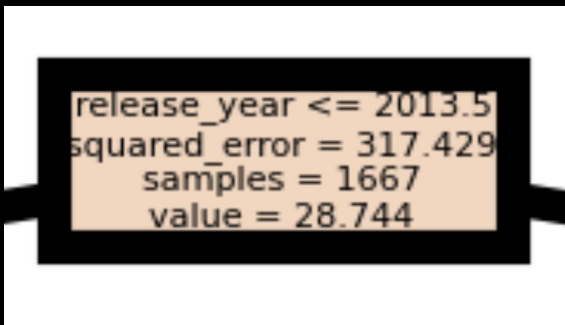 release_year <= 2013.5
squared_error = 317.429
samples = 1667
value = 28.744